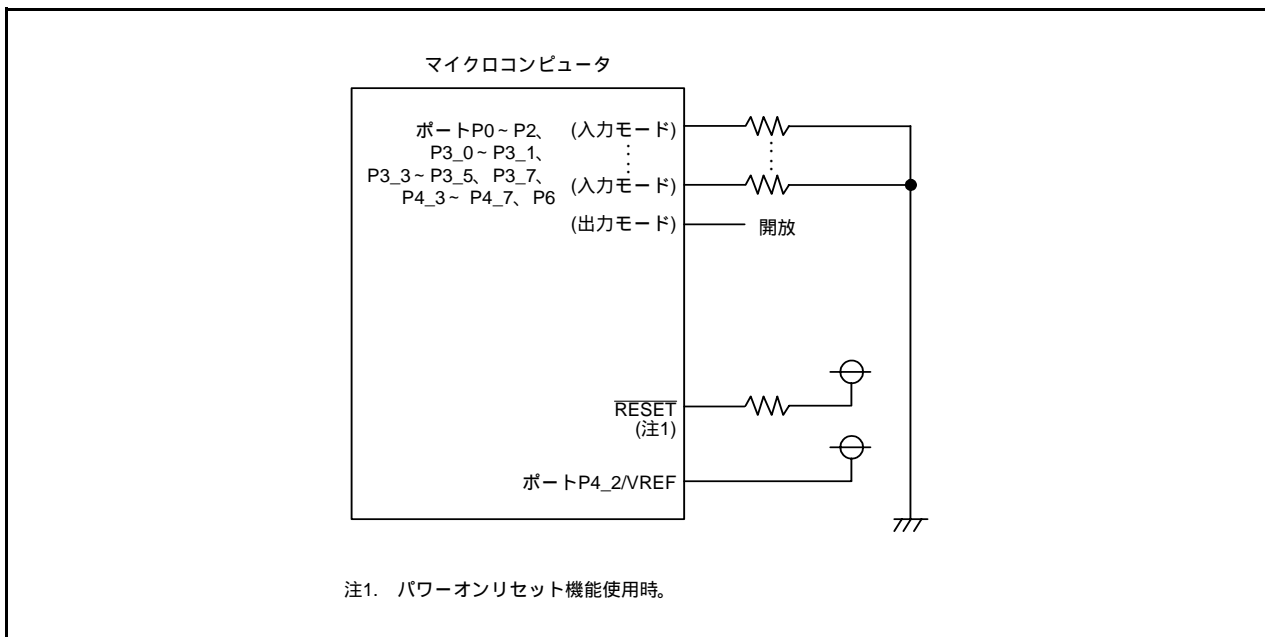 マイクロコンピュータ
ポートP0~P2、 (入力モード)
P3_0~P3_1、
P3_3~P3_5、P3_7、 (入力モード)
P4_3~ P4_7、P6
(出力モード) 開放
RESET
(注1)
ポートP4_2/VREF
注1. パワーオンリセット機能使用時。